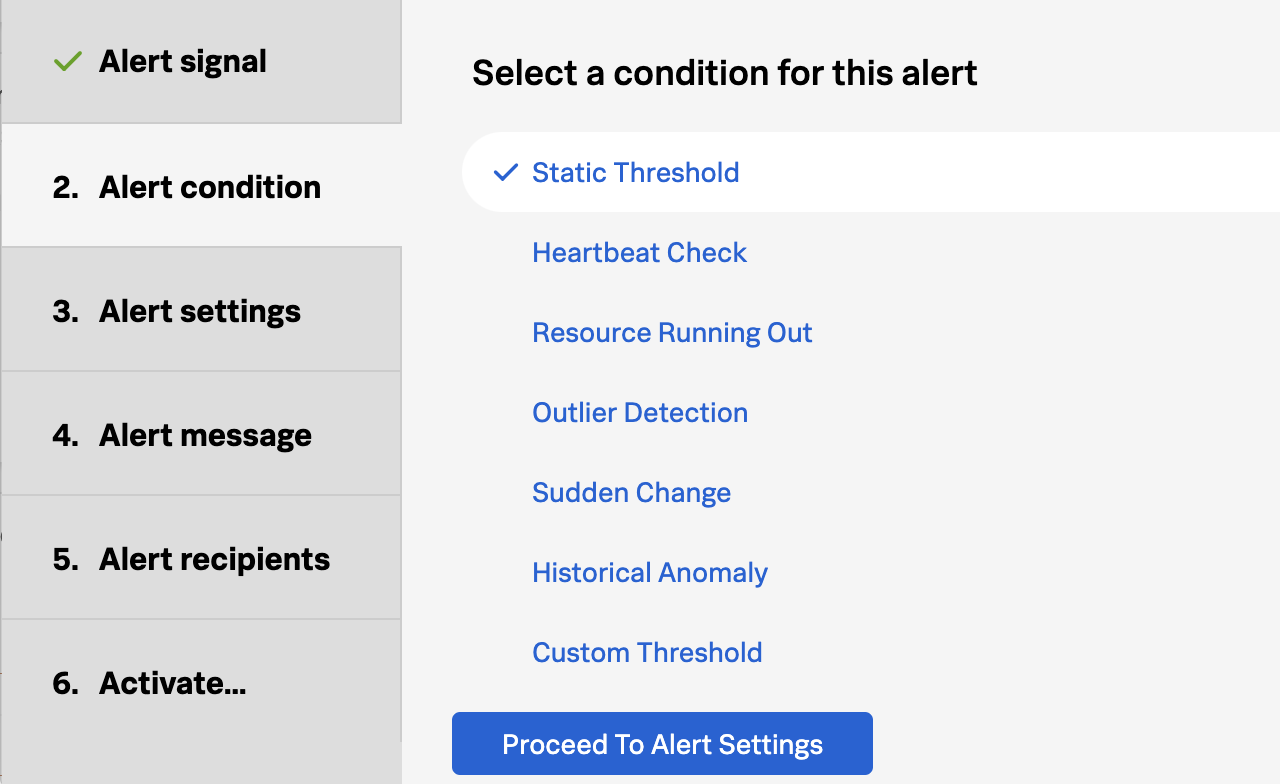 Alert signal
2. Alert condition
3. Alert settings
4. Alert message
5. Alert recipients
6. Activate...
Select a condition for this alert
Static Threshold
Heartbeat Check
Resource Running Out
Outlier Detection
Sudden Change
Historical Anomaly
Custom Threshold
Proceed To Alert Settings